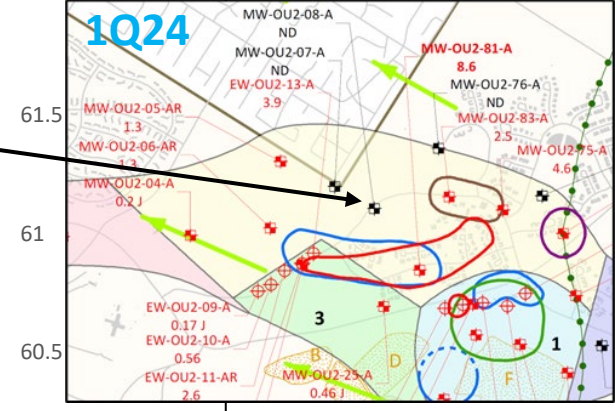 1Q24
MW-OU2-08-A
ND
MW-OU2-07-A
ND
EW-OU2-13-A
3.9
MW-OU2-81-A
8.6
MW-OU2-76-A
ND
MW-OU2-83-A
2.5
MW-OU2-75-A
4.6
MW-OU2-05-AR
1.3
MW-OU2-06-AR
1.3
MW-OU2-04-A
0.2 J
61.5
61
60.5
EW-OU2-09-A
0.17 J
EW-OU2-10-A
0.56
EW-OU2-11-AR
2.6
MW-OU2-25-A
0.46 J
3
1
B
D
F